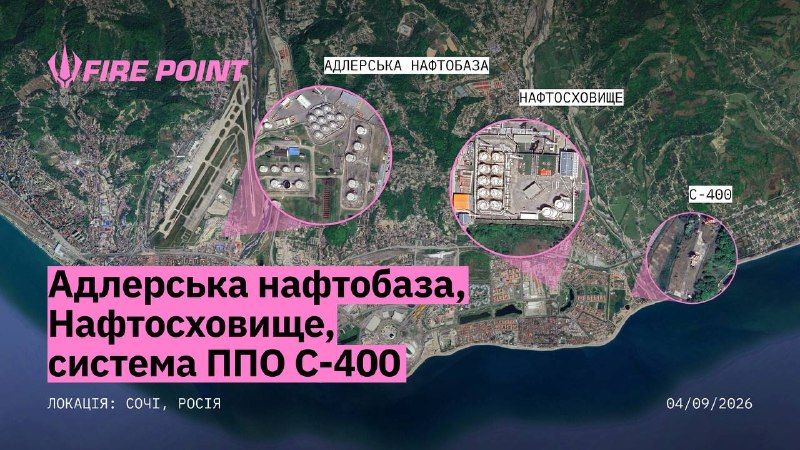 FIRE POINT
АДЛЕРСЬКА НАФТОБАЗА
НАФТОСХОВИЩЕ
С-400
Адлерська нафтобаза,
Нафтосховище,
система ППО С-400
ЛОКАЦІЯ: СОЧІ, РОСІЯ
04/09/2026